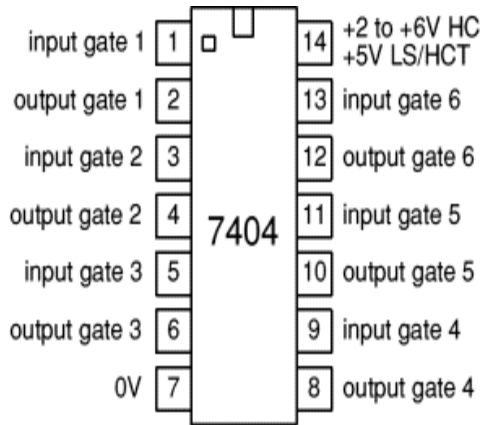 input gate 1 1 14 +2 to +6V HC
+5V LS/HCT
output gate 1 2 13 input gate 6
input gate 2 3 12 output gate 6
output gate 2 4 11 input gate 5
7404
input gate 3 5 10 output gate 5
output gate 3 6 9 input gate 4
0V 7 8 output gate 4